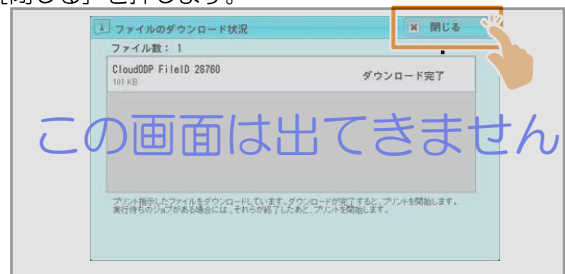 [閉じる」を押します。
ファイルのダウンロード状況
閉じる
ファイル数： 1
CloudODP FileID 28760
101 KB
ダウンロード完了
この画面は出てきません
プリント指示したファイルをダウンロードしています。ダウンロードが完了すると、プリントを開始します。
実行待ちのジョブがある場合には、それらが終了したあと、プリントを開始します。